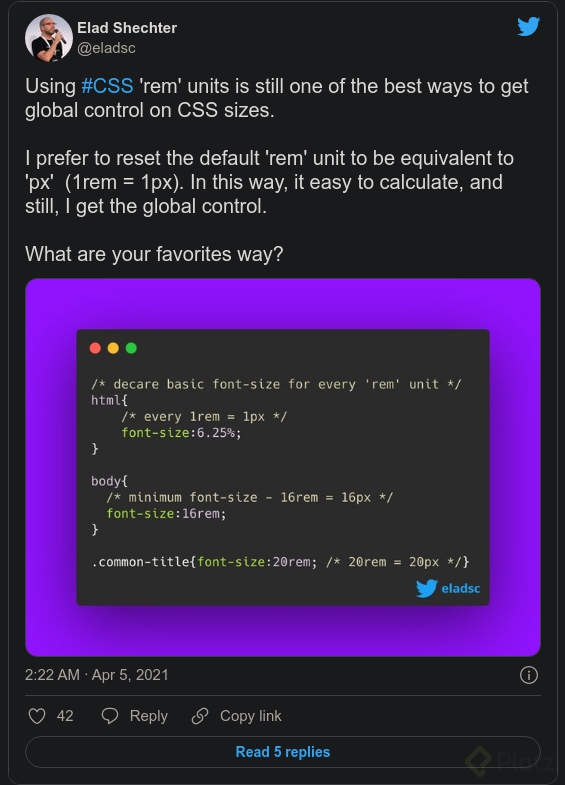 Elad Shechter
@eladsc
Using #CSS 'rem' units is still one of the best ways to get
global control on CSS sizes.
I prefer to reset the default 'rem' unit to be equivalent to
'px'  (1rem = 1px). In this way, it easy to calculate, and
still, I get the global control.
What are your favorites way?
/* decare basic font-size for every 'rem' unit */
html{
/* every 1rem = 1px */
font-size:6.25%;
}
body{
/* minimum font-size - 16rem = 16px */
font-size:16rem;
}
.common-title{font-size:20rem; /* 20rem = 20px */}
eladsc
2:22 AM · Apr 5, 2021
42 Reply Copy link
Read 5 replies